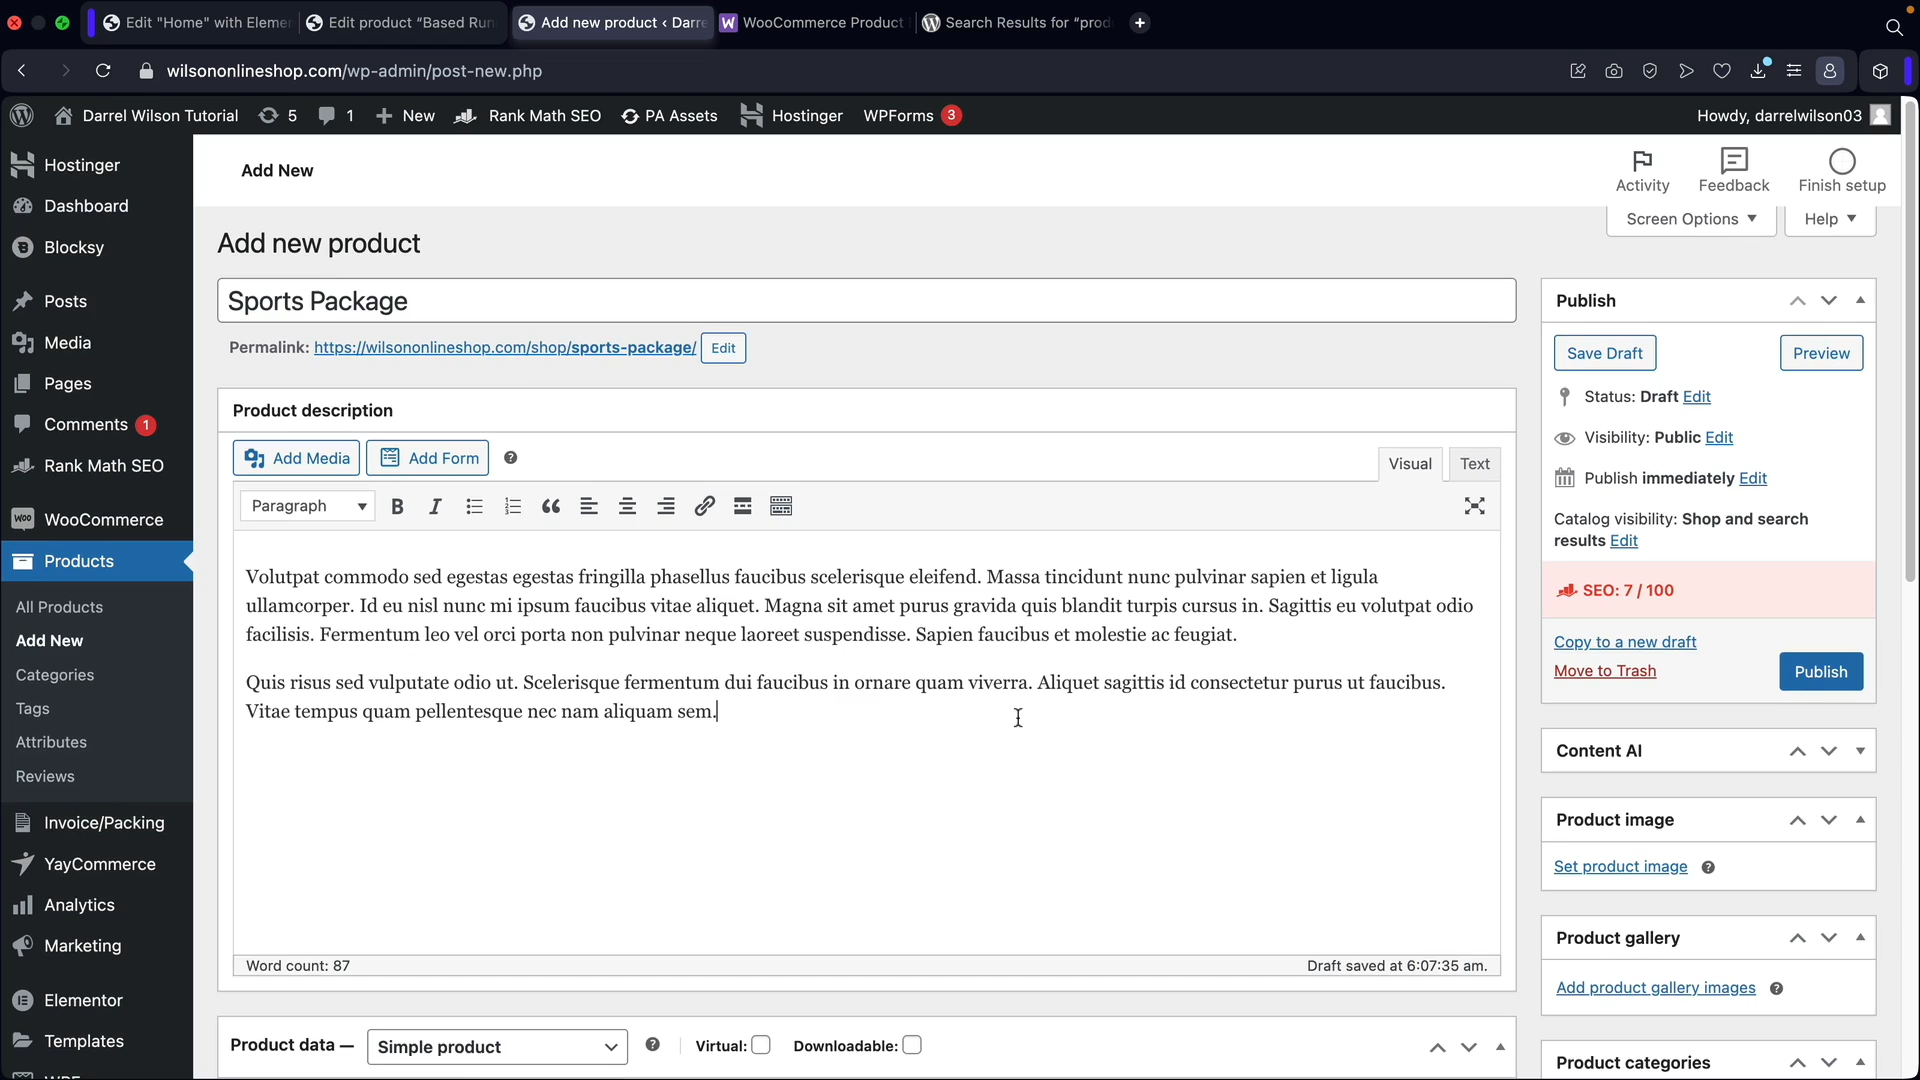 Edit "Home" with Elemen
Edit product “Based Run
Add new product ‹ Darre
WooCommerce Product
Search Results for “prod
wilsononlineshop.com/wp-admin/post-new.php
Darrel Wilson Tutorial
5
1
New
Rank Math SEO
PA Assets
Hostinger
WPForms 3
Howdy, darrelwilson03
Hostinger
Dashboard
Blocksy
Posts
Media
Pages
Comments 1
Rank Math SEO
WooCommerce
Products
All Products
Add New
Categories
Tags
Attributes
Reviews
Invoice/Packing
YayCommerce
Analytics
Marketing
Elementor
Templates
Add New
Activity
Feedback
Finish setup
Screen Options
Help
Add new product
Sports Package
Permalink: https://wilsononlineshop.com/shop/sports-package/ Edit
Product description
Add Media
Add Form
Visual
Text
Paragraph
Volutpat commodo sed egestas egestas fringilla phasellus faucibus scelerisque eleifend. Massa tincidunt nunc pulvinar sapien et ligula
ullamcorper. Id eu nisl nunc mi ipsum faucibus vitae aliquet. Magna sit amet purus gravida quis blandit turpis cursus in. Sagittis eu volutpat odio
facilisis. Fermentum leo vel orci porta non pulvinar neque laoreet suspendisse. Sapien faucibus et molestie ac feugiat.
Quis risus sed vulputate odio ut. Scelerisque fermentum dui faucibus in ornare quam viverra. Aliquet sagittis id consectetur purus ut faucibus.
Vitae tempus quam pellentesque nec nam aliquam sem.
Word count: 87
Draft saved at 6:07:35 am.
Product data —
Simple product
Virtual:
Downloadable:
Publish
Save Draft
Preview
Status: Draft Edit
Visibility: Public Edit
Publish immediately Edit
Catalog visibility: Shop and search
results Edit
SEO: 7 / 100
Copy to a new draft
Move to Trash
Publish
Content AI
Product image
Set product image
Product gallery
Add product gallery images
Product categories